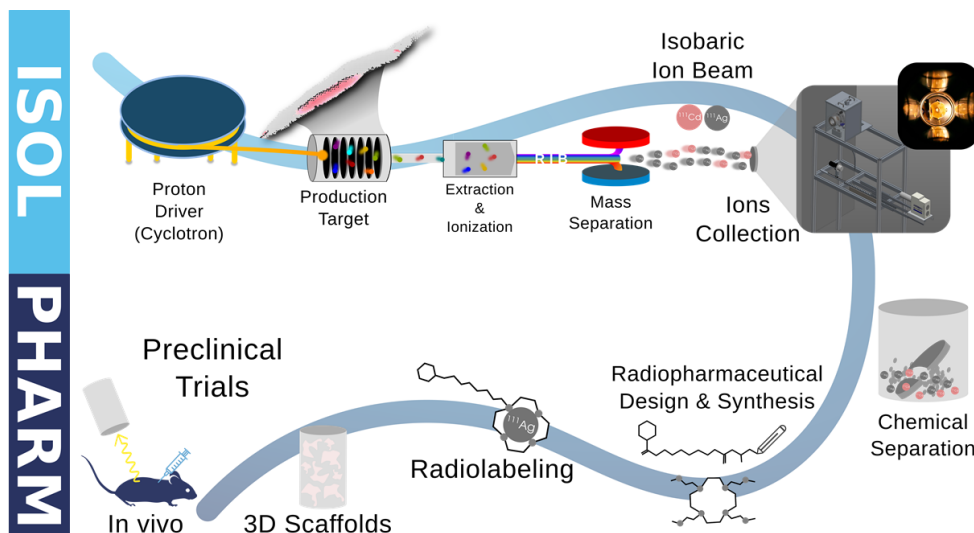 ISOL
PHARM
Isobaric
Ion Beam
111Cd
111Ag
RIB
Proton
Driver
(Cyclotron)
Production
Target
Extraction
&
Ionization
Mass
Separation
Ions
Collection
Chemical
Separation
Radiopharmaceutical
Design & Synthesis
111Ag
Radiolabeling
Preclinical
Trials
3D Scaffolds
In vivo